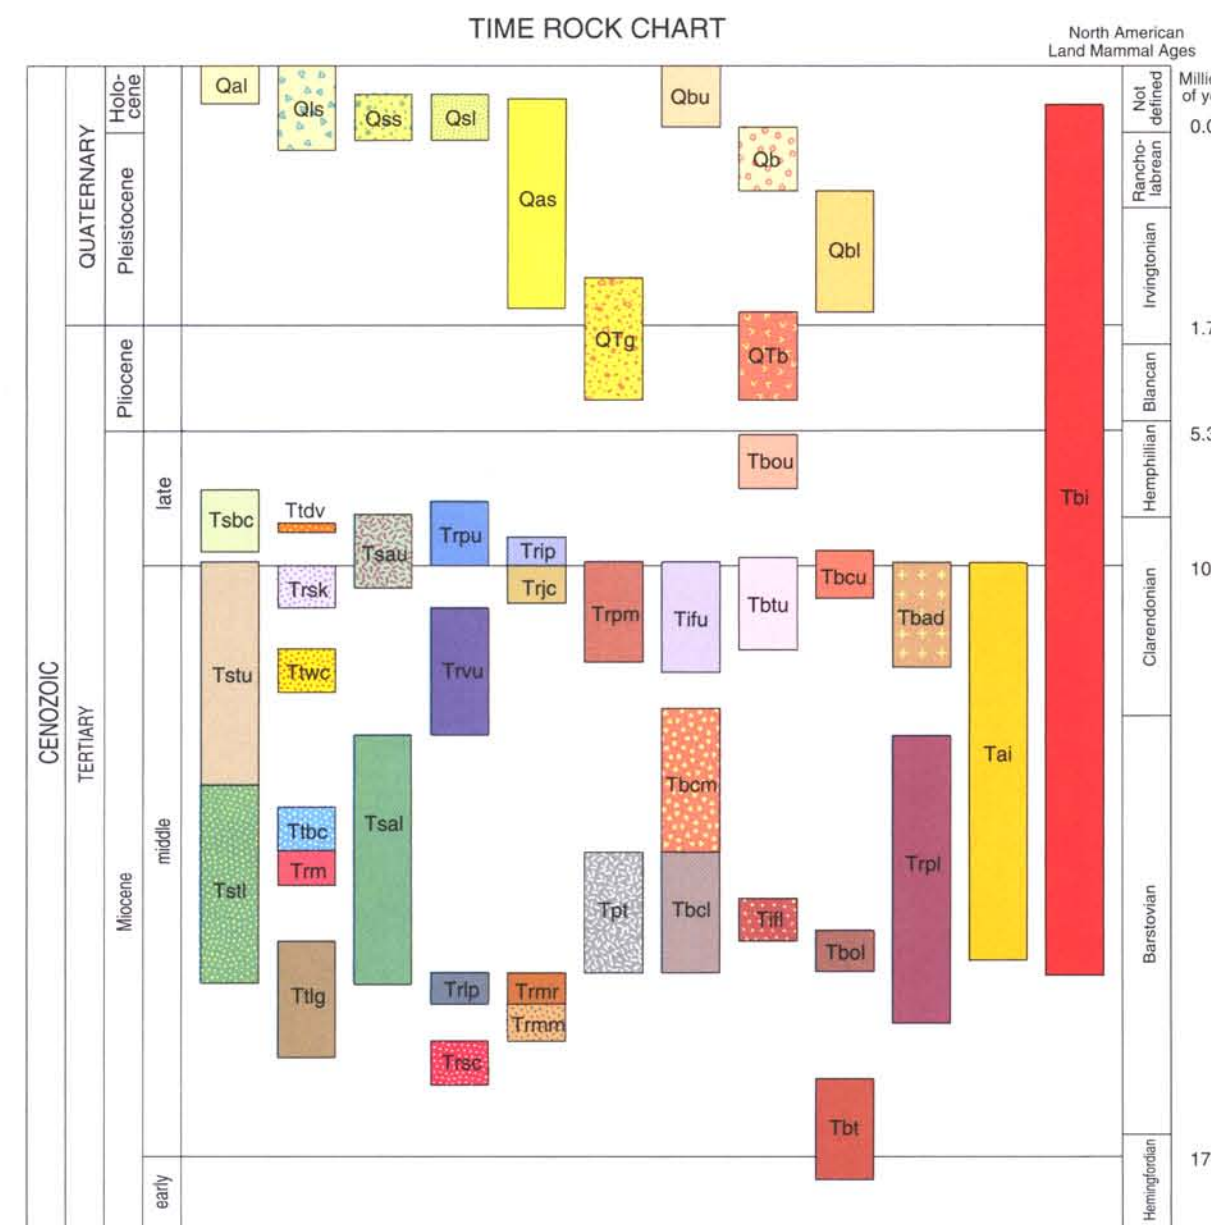 TIME ROCK CHART
North American
Land Mammal Ages
CENOZOIC
QUATERNARY
TERTIARY
Holo-
cene
Pleistocene
Pliocene
Miocene
late
middle
early
Qal
Qls
Qss
Qsl
Qas
Qbu
Qb
Qbl
QTg
QTb
Tbou
Tsbc
Ttdv
Tsau
Trpu
Trip
Trjc
Trsk
Trpm
Tifu
Tbtu
Tbcu
Tbad
Tbi
Tstu
Ttwc
Trvu
Tai
Tbcm
Tsal
Ttbc
Trm
Trpl
Tstl
Tpt
Tbcl
Tifl
Tbol
Ttlg
Trlp
Trmr
Trmm
Trsc
Tbt
Not
defined
Rancho-
labrean
Irvingtonian
Blancan
Hemphillian
Clarendonian
Barstovian
Hemingfordian
Millio
of ye
0.0
1.7
5.3
10
17